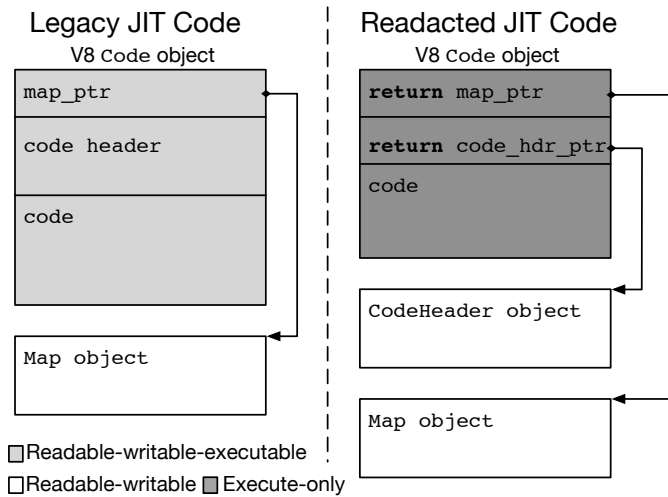 Legacy JIT Code
V8 Code object
map_ptr
code header
code
Map object
Readable-writable-executable
Readable-writable
Execute-only
Readacted JIT Code
V8 Code object
return map_ptr
return code_hdr_ptr
code
CodeHeader object
Map object